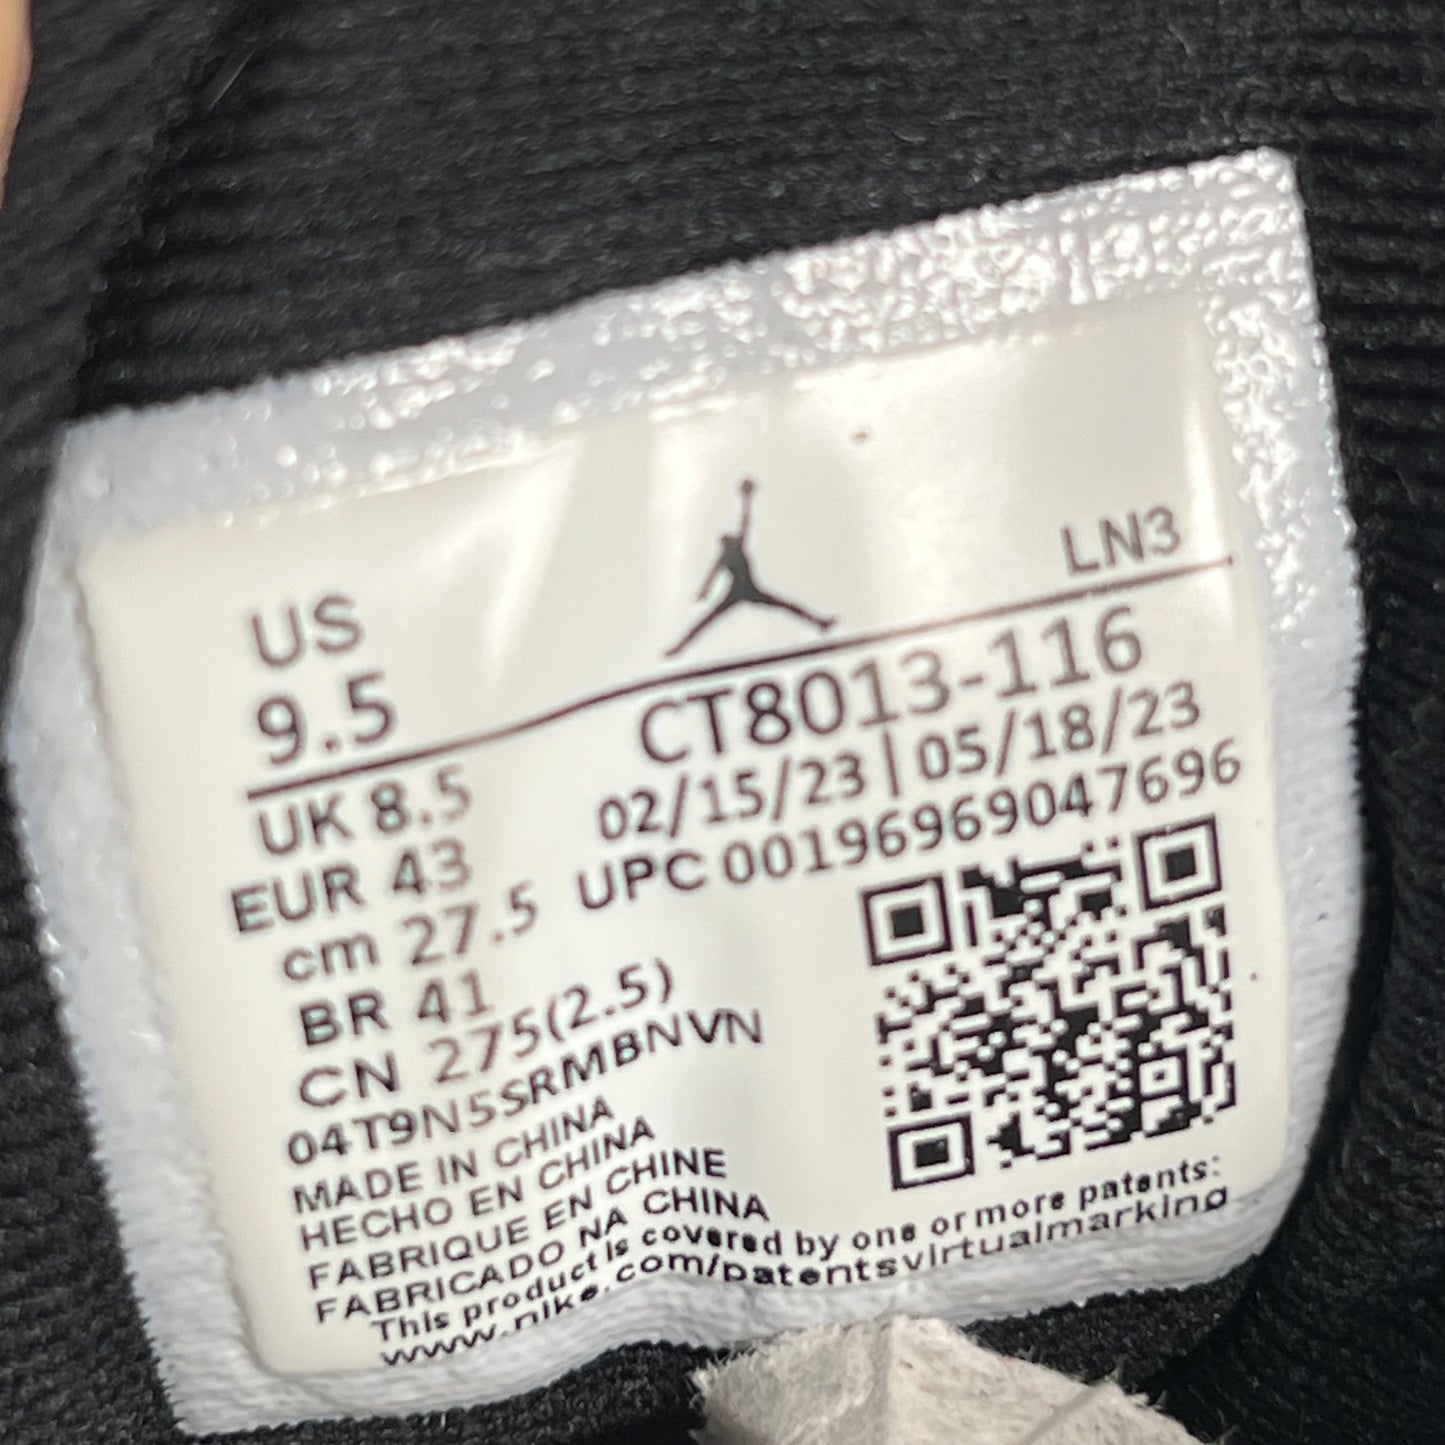 US
9.5
LN3
CT8013-116
02/15/23 | 05/18/23
UPC 00196969047696
UK 8.5
EUR 43
cm 27.5
BR 41
CN 275(2.5)
04T9N5SRMBNVN
MADE IN CHINA
HECHO EN CHINA
FABRIQUE EN CHINE
FABRICADO NA CHINA
This product is covered by one or more patents:
www.nike.com/patentsvirtualmarking